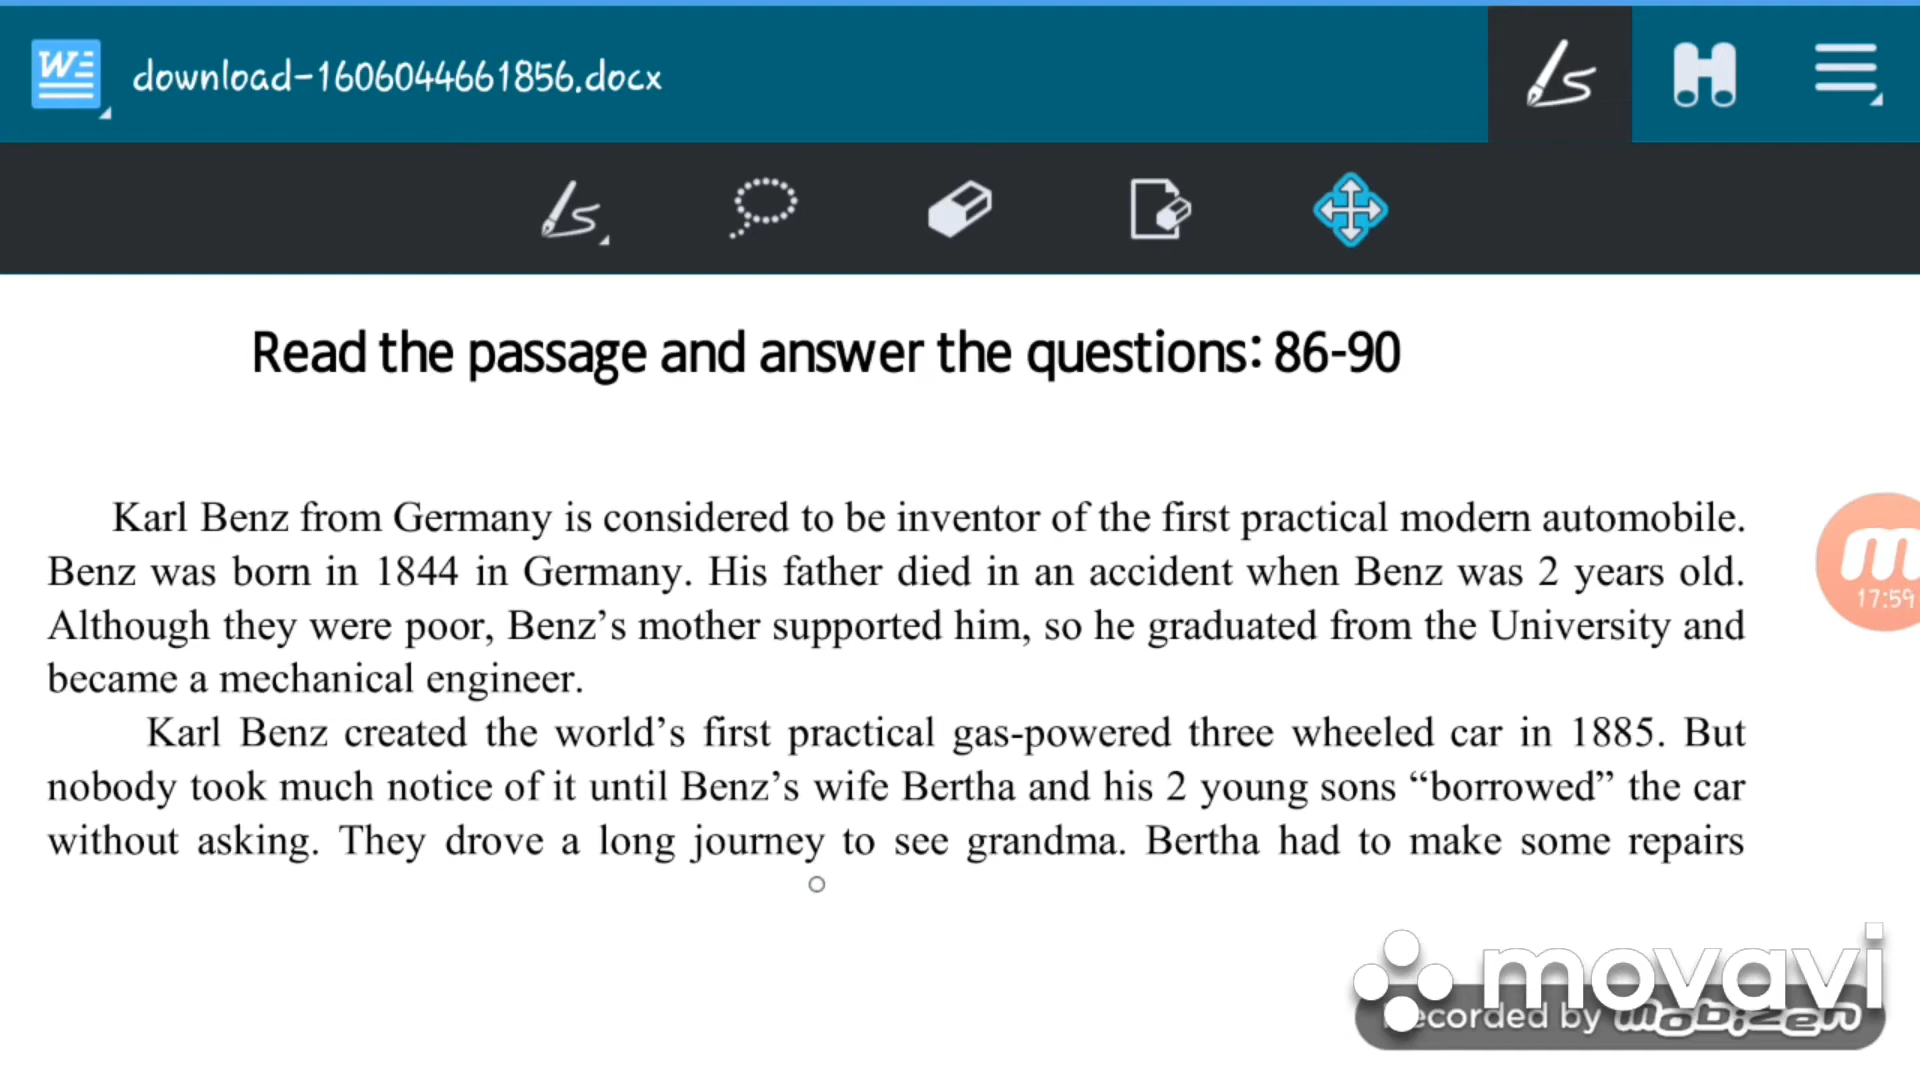 download-1606044661856.docx
Read the passage and answer the questions: 86-90
Karl Benz from Germany is considered to be inventor of the first practical modern automobile.
Benz was born in 1844 in Germany. His father died in an accident when Benz was 2 years old.
Although they were poor, Benz’s mother supported him, so he graduated from the University and
became a mechanical engineer.
17:59
Karl Benz created the world’s first practical gas-powered three wheeled car in 1885. But
nobody took much notice of it until Benz’s wife Bertha and his 2 young sons “borrowed” the car
without asking. They drove a long journey to see grandma. Bertha had to make some repairs
movavi
ecorded by mobizen